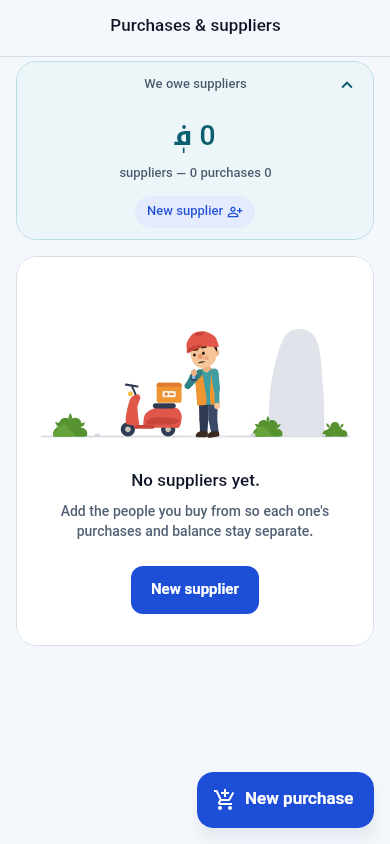 Purchases & suppliers
We owe suppliers
؋ 0
suppliers — 0 purchases 0
New supplier
No suppliers yet.
Add the people you buy from so each one's
purchases and balance stay separate.
New supplier
New purchase